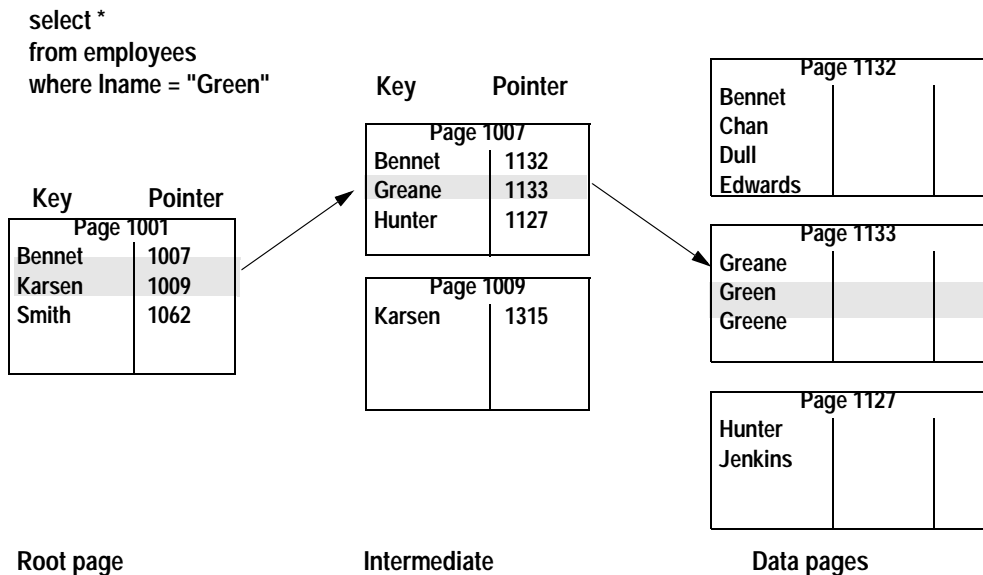 select *
from employees
where lname = "Green"
Key Pointer
Page 1001
Bennet 1007
Karsen 1009
Smith 1062
Root page
Key Pointer
Page 1007
Bennet 1132
Greane 1133
Hunter 1127
Page 1009
Karsen 1315
Intermediate
Page 1132
Bennet
Chan
Dull
Edwards
Page 1133
Greane
Green
Greene
Page 1127
Hunter
Jenkins
Data pages